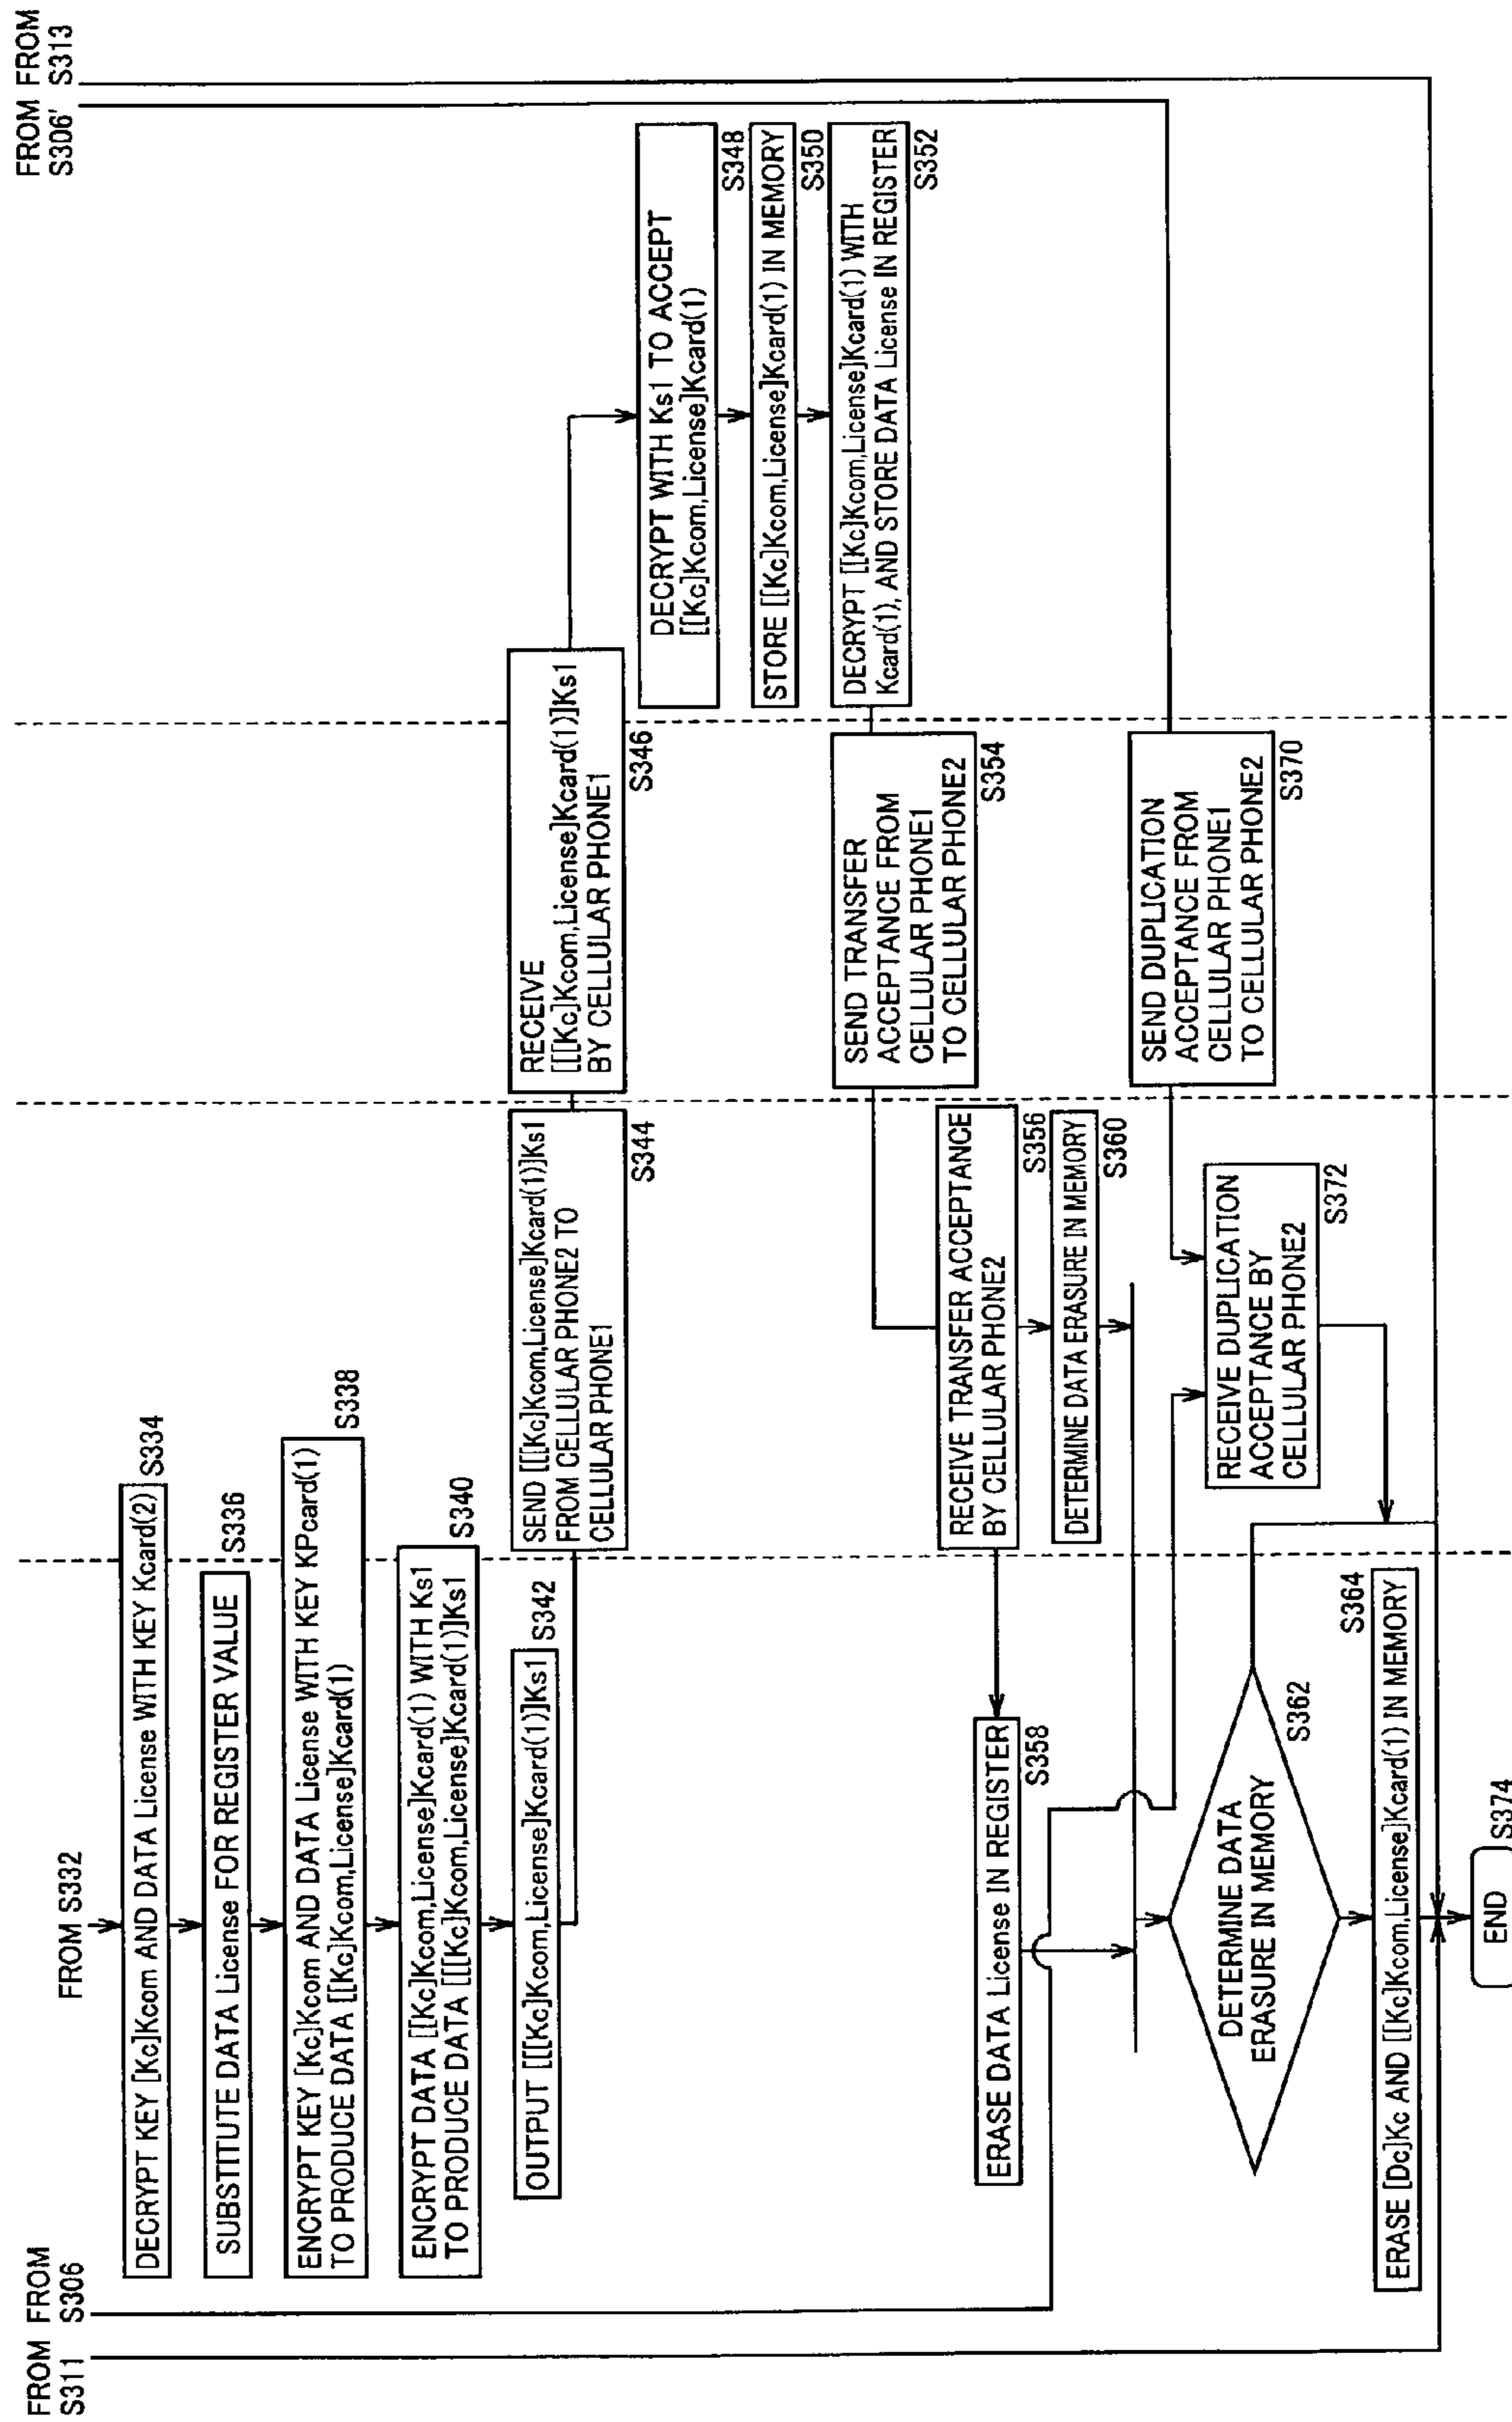 FROM FROM
S311 S306
FROM S332
FROM FROM
S306' S313
DECRYPT KEY [Kc]Kcom AND DATA License WITH KEY Kcard(2)
S334
SUBSTITUTE DATA License FOR REGISTER VALUE
S336
ENCRYPT KEY [Kc]Kcom AND DATA License WITH KEY KPcard(1)
TO PRODUCE DATA [[Kc]Kcom,License]Kcard(1)
S338
ENCRYPT DATA [[Kc]Kcom,License]Kcard(1) WITH Ks1
TO PRODUCE DATA [[[Kc]Kcom,License]Kcard(1)]Ks1
S340
OUTPUT [[[Kc]Kcom,License]Kcard(1)]Ks1
S342
SEND [[[Kc]Kcom,License]Kcard(1)]Ks1
FROM CELLULAR PHONE2 TO
CELLULAR PHONE1
S344
RECEIVE
[[[Kc]Kcom,License]Kcard(1)]Ks1
BY CELLULAR PHONE1
S346
DECRYPT WITH Ks1 TO ACCEPT
[[Kc]Kcom,License]Kcard(1)
S348
STORE [[Kc]Kcom,License]Kcard(1) IN MEMORY
S350
DECRYPT [[Kc]Kcom,License]Kcard(1) WITH
Kcard(1), AND STORE DATA License IN REGISTER
S352
SEND TRANSFER
ACCEPTANCE FROM
CELLULAR PHONE1
TO CELLULAR PHONE2
S354
RECEIVE TRANSFER ACCEPTANCE
BY CELLULAR PHONE2
S356
ERASE DATA License IN REGISTER
S358
DETERMINE DATA ERASURE IN MEMORY
S360
SEND DUPLICATION
ACCEPTANCE FROM
CELLULAR PHONE1
TO CELLULAR PHONE2
S370
RECEIVE DUPLICATION
ACCEPTANCE BY
CELLULAR PHONE2
S372
DETERMINE DATA
ERASURE IN MEMORY
S362
ERASE [Dc]Kc AND [[Kc]Kcom,License]Kcard(1) IN MEMORY
S364
END
S374